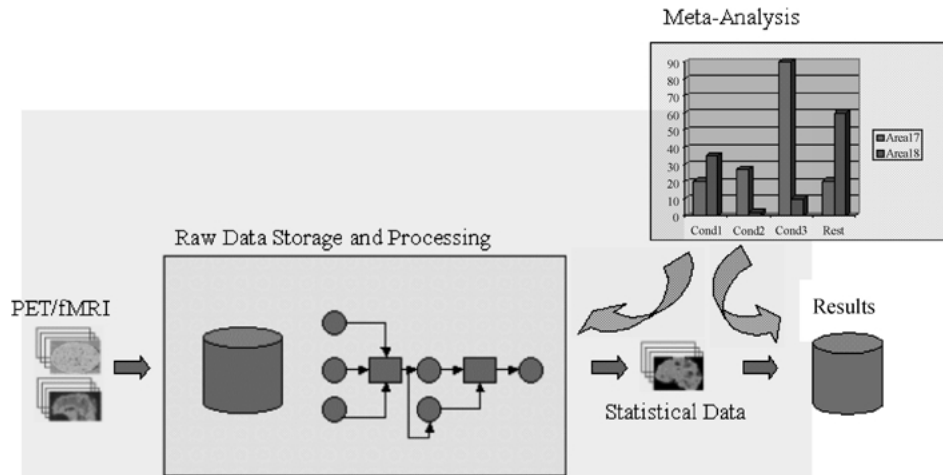 Meta-Analysis
90
80
70
60
50
40
30
20
10
0
Cond1 Cond2 Cond3 Rest
Area17
Area18
Raw Data Storage and Processing
PET/fMRI
Results
Statistical Data